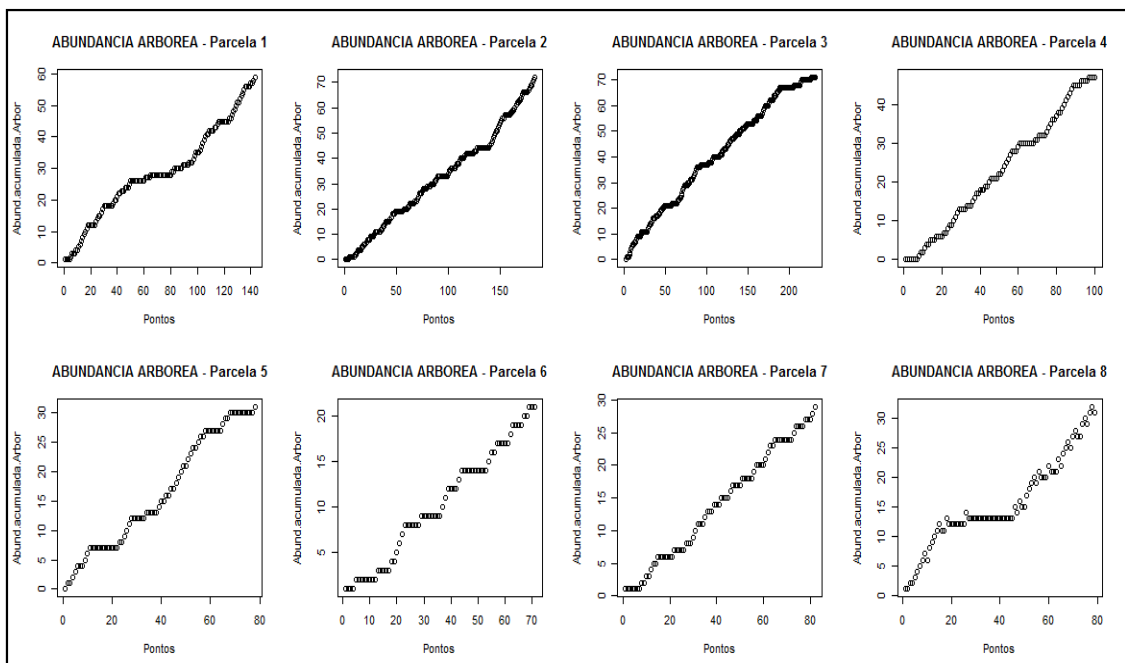 ABUNDANCIA ARBOREA - Parcela 1
Abund.acumulada.Arbor
0 10 20 30 40 50 60
0 20 40 60 80 100 140
Pontos
ABUNDANCIA ARBOREA - Parcela 2
Abund.acumulada.Arbor
0 10 20 30 40 50 60 70
0 50 100 150
Pontos
ABUNDANCIA ARBOREA - Parcela 3
Abund.acumulada.Arbor
0 10 20 30 40 50 60 70
0 50 100 150 200
Pontos
ABUNDANCIA ARBOREA - Parcela 4
Abund.acumulada.Arbor
0 10 20 30 40
0 20 40 60 80 100
Pontos
ABUNDANCIA ARBOREA - Parcela 5
Abund.acumulada.Arbor
0 5 10 15 20 25 30
0 20 40 60 80
Pontos
ABUNDANCIA ARBOREA - Parcela 6
Abund.acumulada.Arbor
5 10 15 20
0 10 20 30 40 50 60 70
Pontos
ABUNDANCIA ARBOREA - Parcela 7
Abund.acumulada.Arbor
0 5 10 15 20 25 30
0 20 40 60 80
Pontos
ABUNDANCIA ARBOREA - Parcela 8
Abund.acumulada.Arbor
0 5 10 15 20 25 30
0 20 40 60 80
Pontos